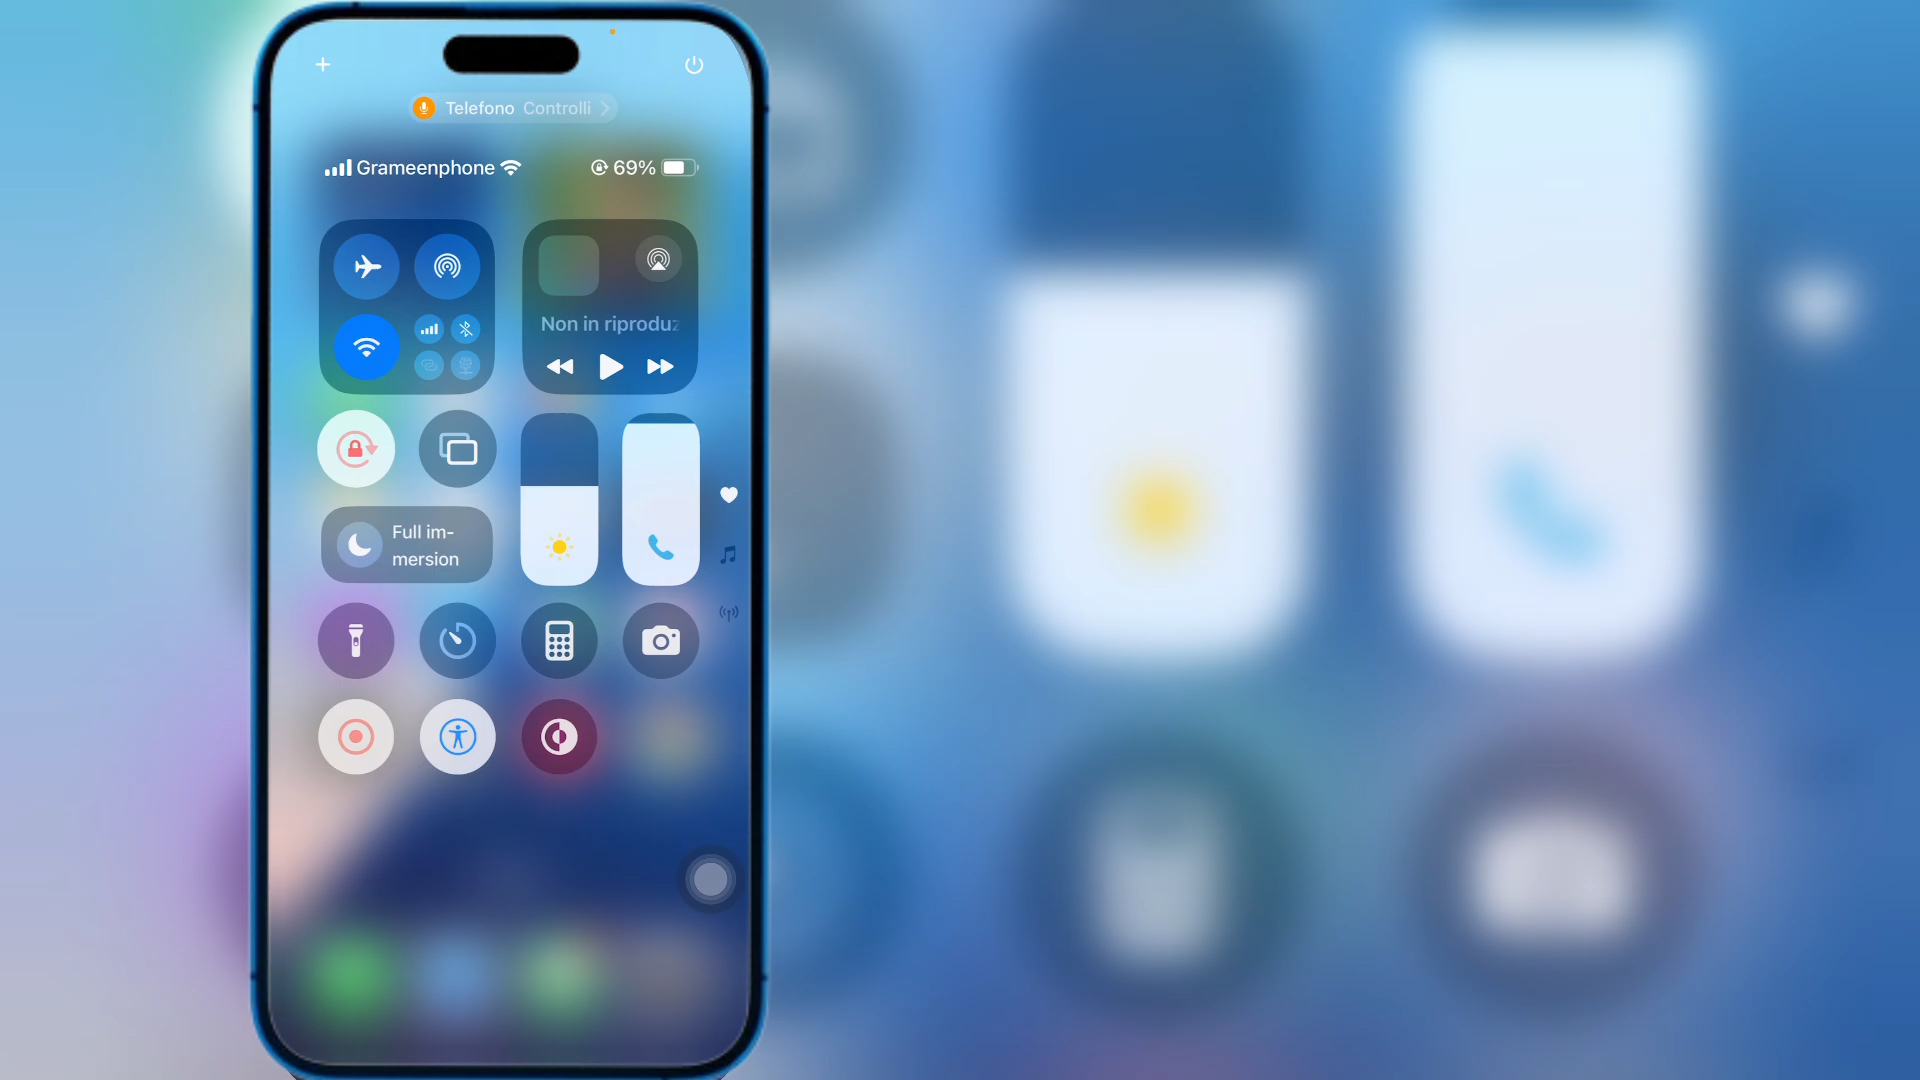 Telefono Controlli
Grameenphone 69%
Non in riproduz
Full im-
mersion